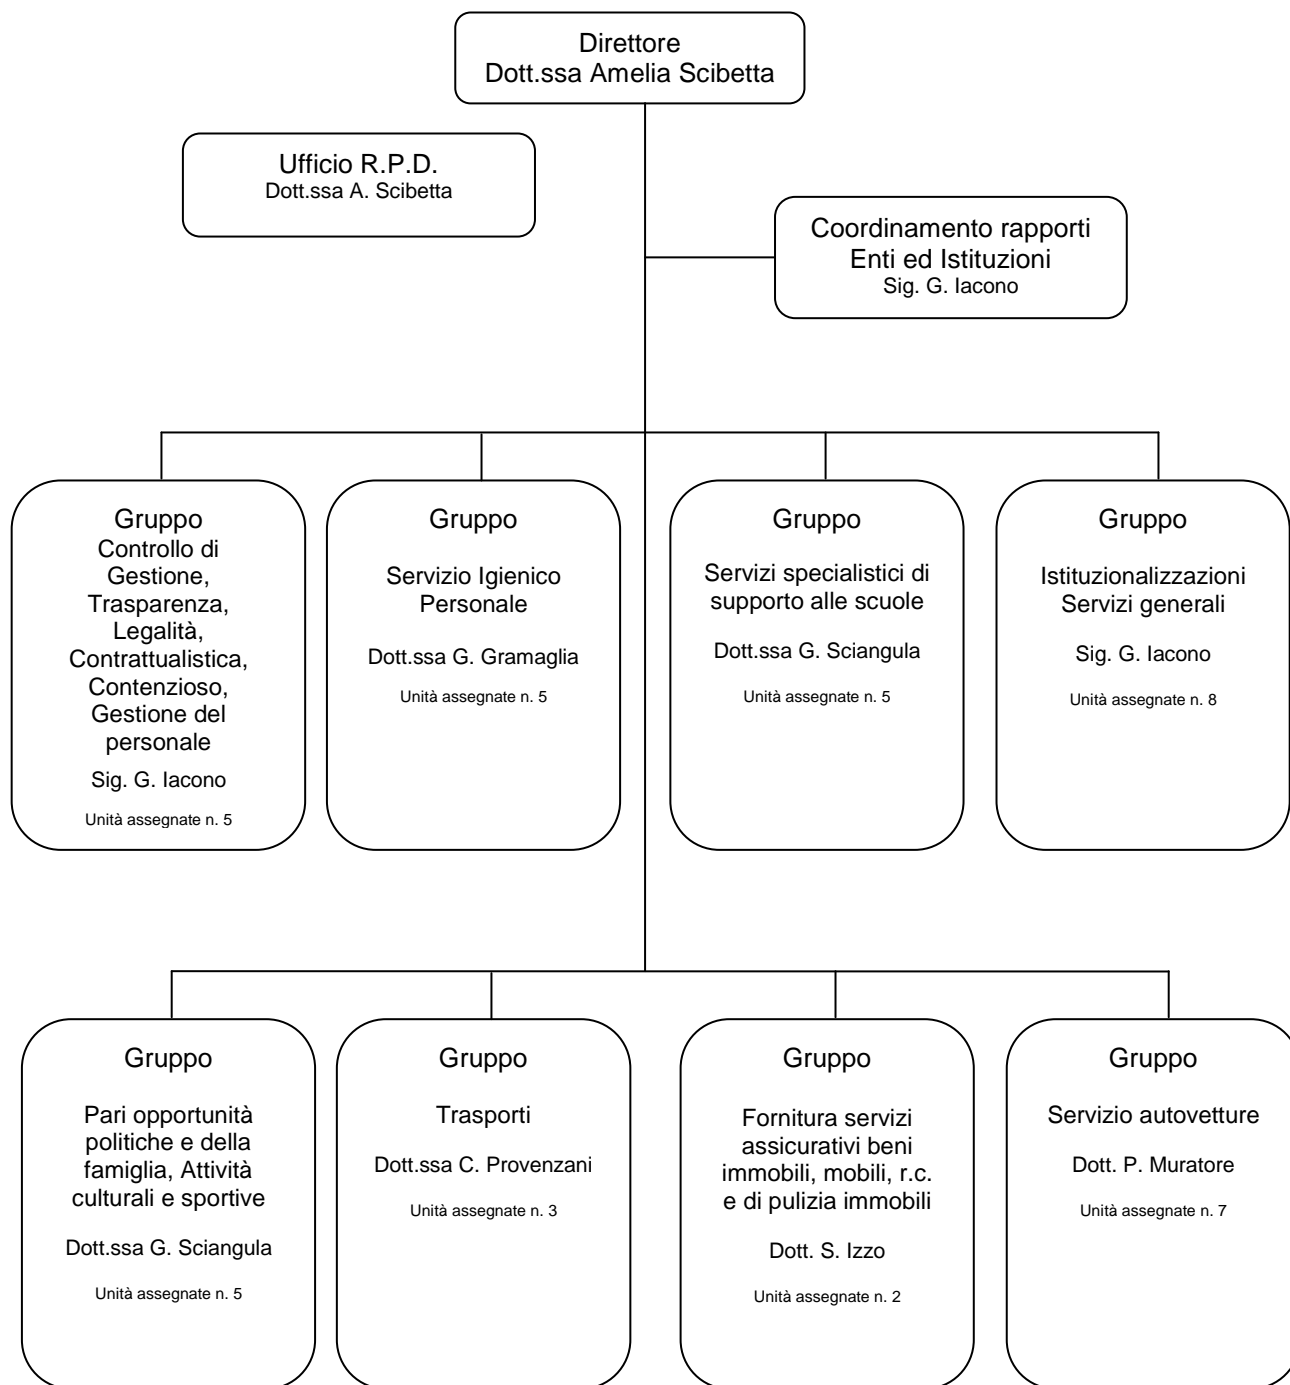 Direttore
Dott.ssa Amelia Scibetta
Ufficio R.P.D.
Dott.ssa A. Scibetta
Coordinamento rapporti
Enti ed Istituzioni
Sig. G. Iacono
Gruppo
Controllo di
Gestione,
Trasparenza,
Legalità,
Contrattualistica,
Contenzioso,
Gestione del
personale
Sig. G. Iacono
Unità assegnate n. 5
Gruppo
Servizio Igienico
Personale
Dott.ssa G. Gramaglia
Unità assegnate n. 5
Gruppo
Servizi specialistici di
supporto alle scuole
Dott.ssa G. Sciangula
Unità assegnate n. 5
Gruppo
Istituzionalizzazioni
Servizi generali
Sig. G. Iacono
Unità assegnate n. 8
Gruppo
Pari opportunità
politiche e della
famiglia, Attività
culturali e sportive
Dott.ssa G. Sciangula
Unità assegnate n. 5
Gruppo
Trasporti
Dott.ssa C. Provenzani
Unità assegnate n. 3
Gruppo
Fornitura servizi
assicurativi beni
immobili, mobili, r.c.
e di pulizia immobili
Dott. S. Izzo
Unità assegnate n. 2
Gruppo
Servizio autovetture
Dott. P. Muratore
Unità assegnate n. 7